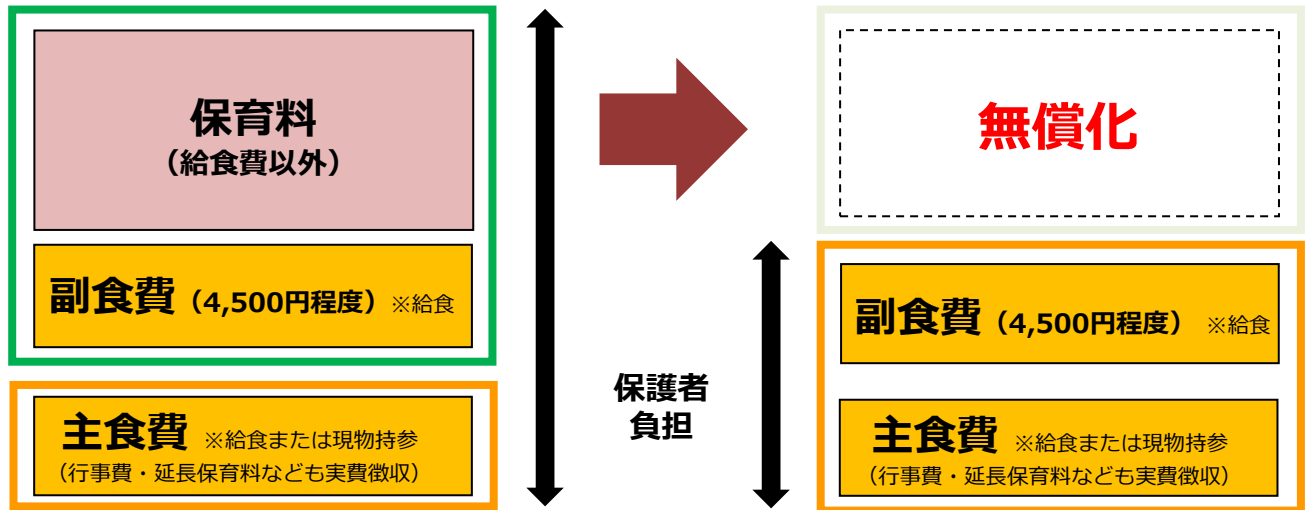 保育料
（給食費以外）
副食費（4,500円程度）※給食
主食費 ※給食または現物持参
（行事費・延長保育料なども実費徴収）
保護者
負担
無償化
副食費（4,500円程度） ※給食
主食費 ※給食または現物持参
（行事費・延長保育料なども実費徴収）